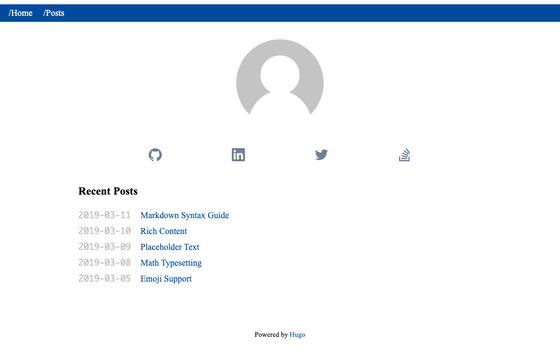 /Home /Posts
Recent Posts
2019-03-11 Markdown Syntax Guide
2019-03-10 Rich Content
2019-03-09 Placeholder Text
2019-03-08 Math Typesetting
2019-03-05 Emoji Support
Powered by Hugo